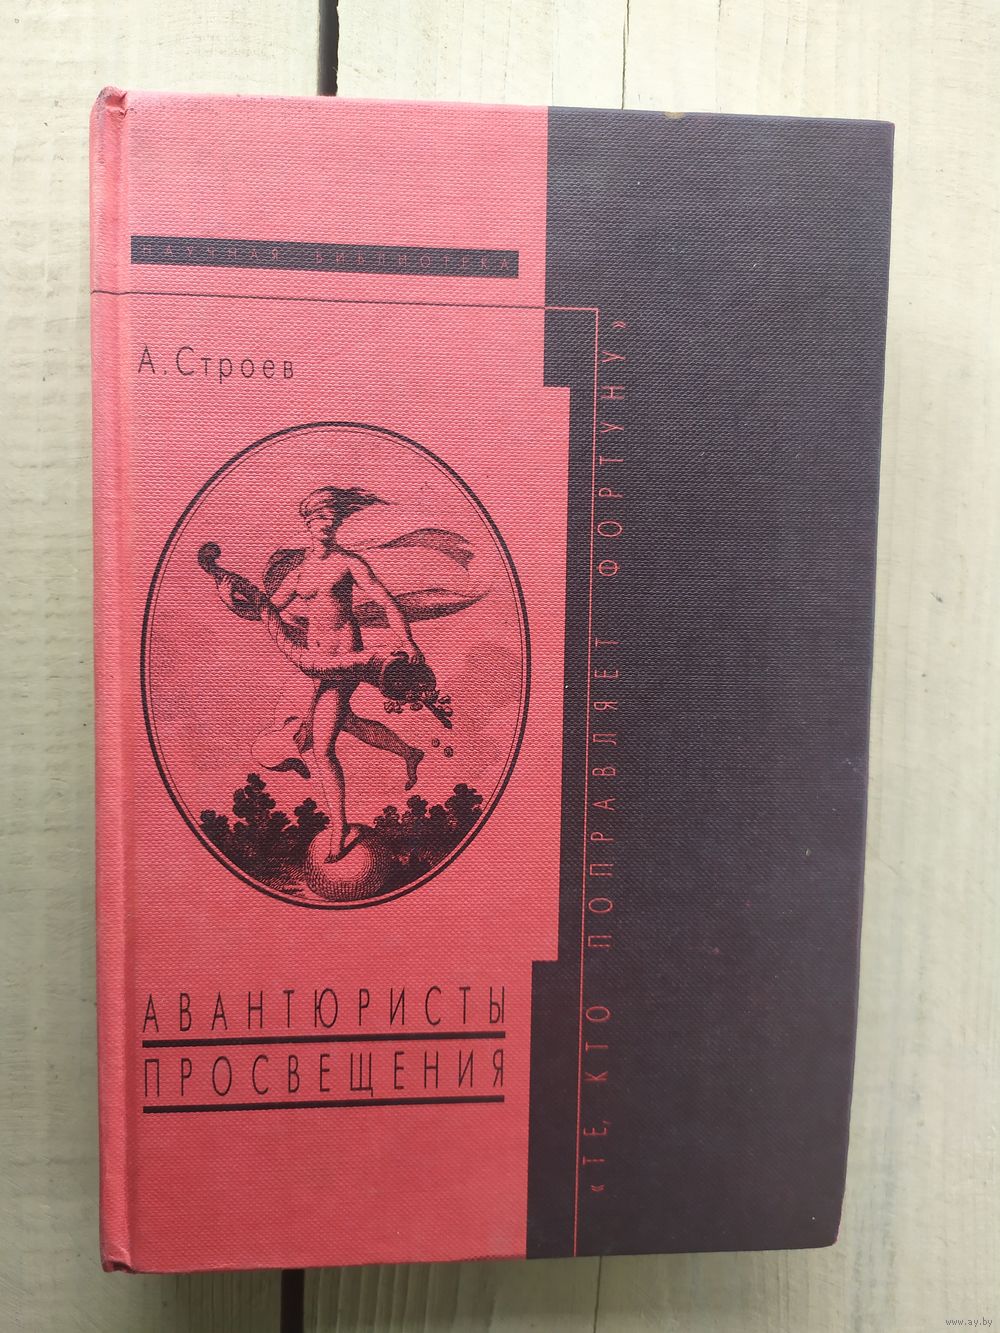 НАУЧНАЯ БИБЛИОТЕКА
А. Строев
АВАНТЮРИСТЫ
ПРОСВЕЩЕНИЯ
«ТЕ, КТО ПОПРАВЛЯЕТ ФОРТУНУ»
www.ay.by